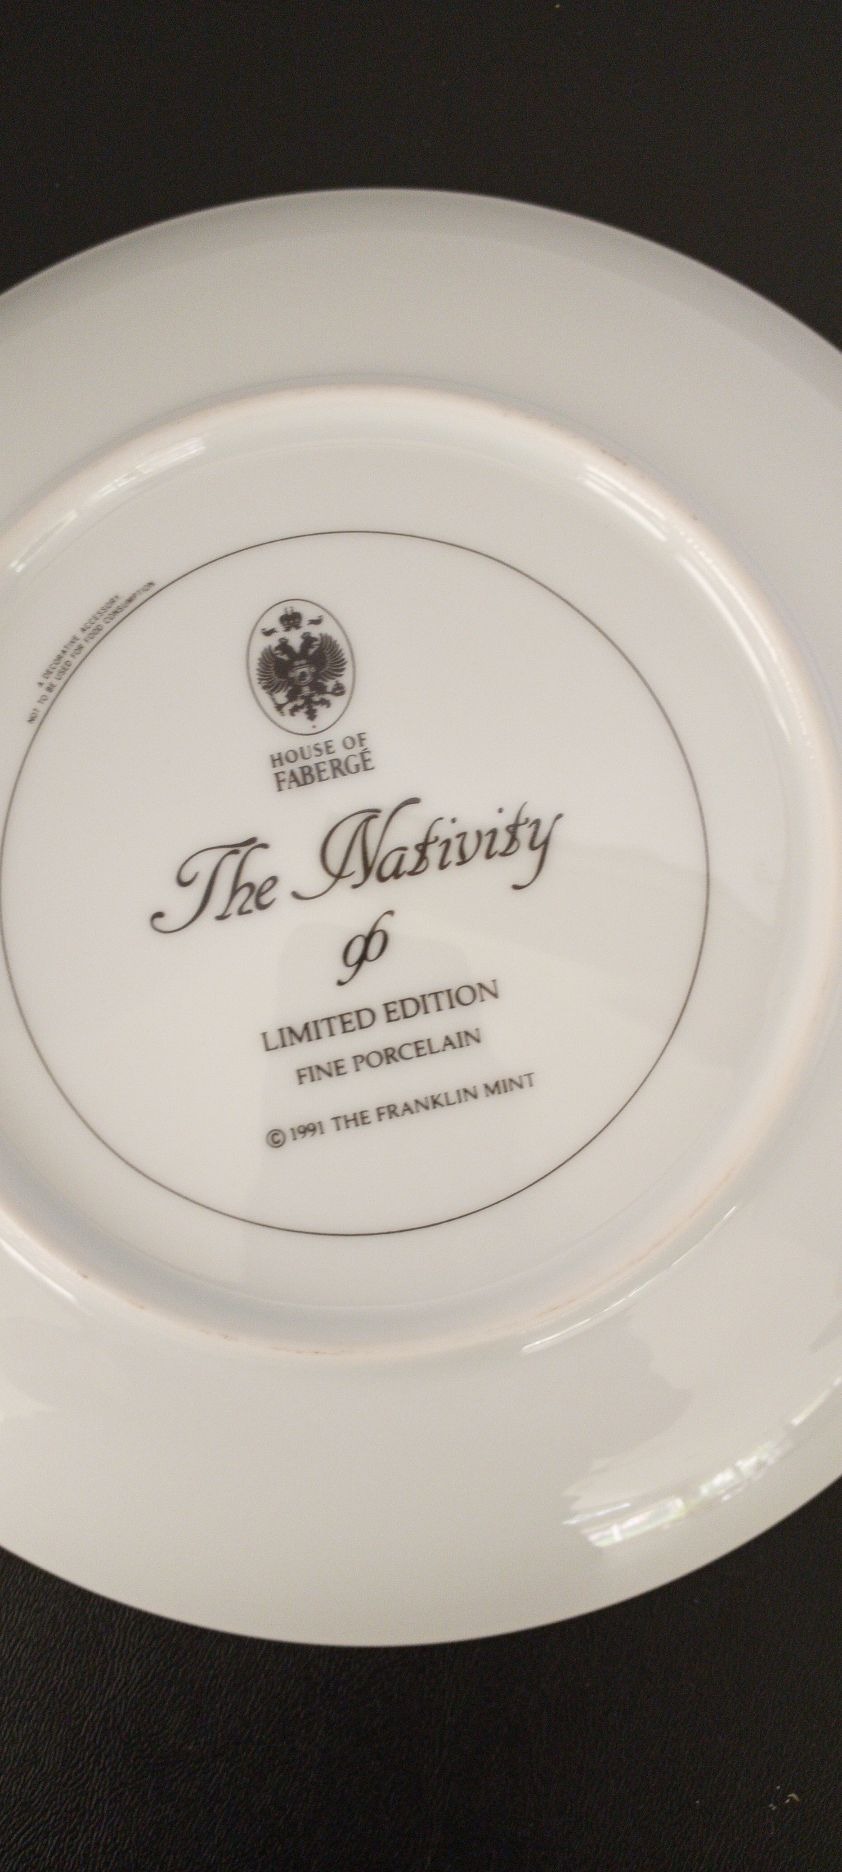 A DECORATIVE ACCESSORY
NOT TO BE USED FOR FOOD CONSUMPTION
HOUSE OF
FABERGÉ
The Nativity
96
LIMITED EDITION
FINE PORCELAIN
© 1991 THE FRANKLIN MINT